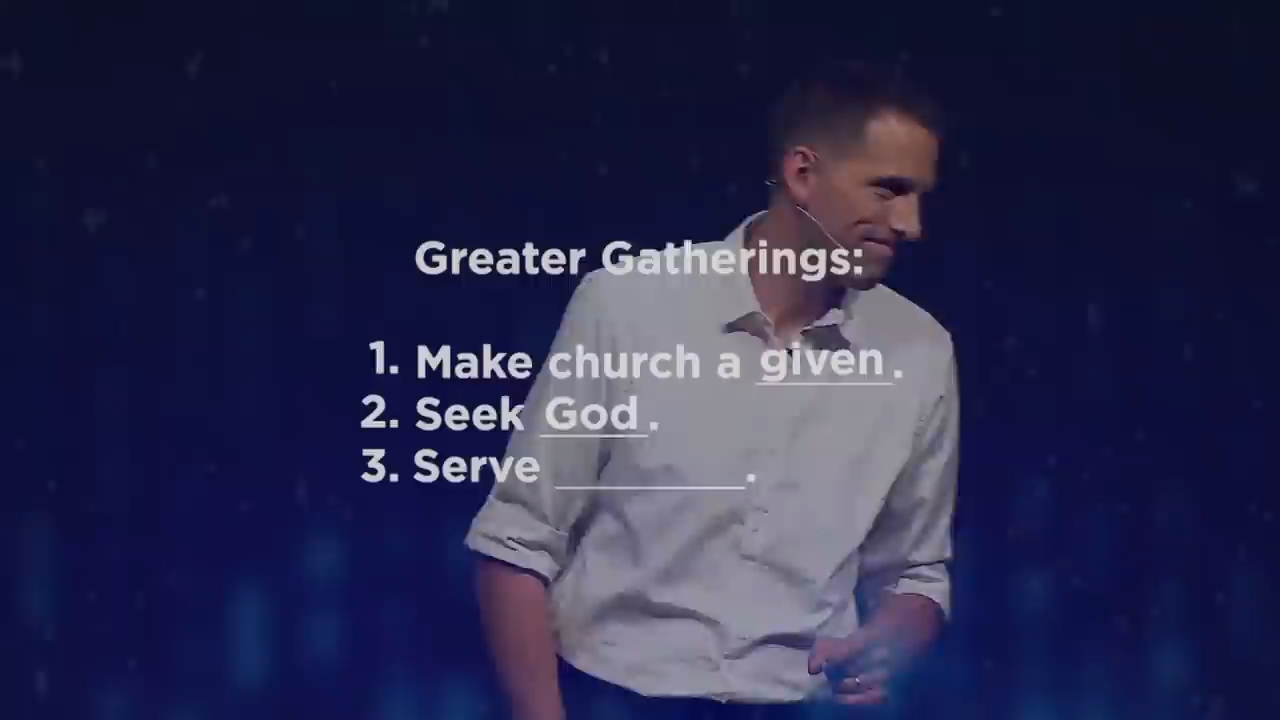 Greater Gatherings:
1. Make church a given.
2. Seek God.
3. Serve ________.